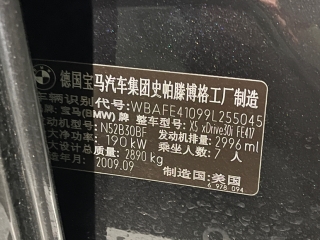 德国宝马汽车集团史帕滕博格工厂制造
车辆识别代号:WBAFE41099L255045
品牌:宝马(BMW)牌 整车型号: X5 xDrive30i FE417
发动机型号: N52B30BF 发动机排量: 2996 ml
最大净功率: 190 kW 乘坐人数: 7 人
最大设计总质量: 2890 kg
制造年月: 2009.09 制造国: 美国
6 978 094